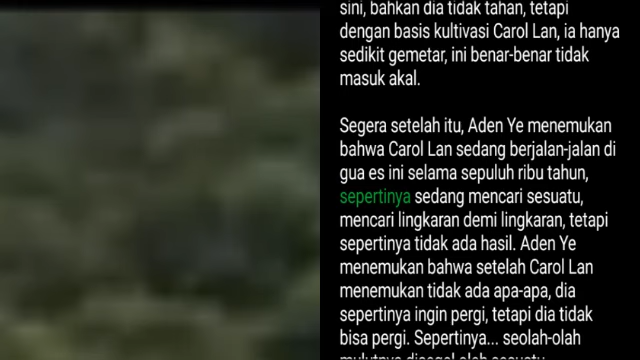 sini, bahkan dia tidak tahan, tetapi
dengan basis kultivasi Carol Lan, ia hanya
sedikit gemetar, ini benar-benar tidak
masuk akal.
Segera setelah itu, Aden Ye menemukan
bahwa Carol Lan sedang berjalan-jalan di
gua es ini selama sepuluh ribu tahun,
sepertinya sedang mencari sesuatu,
mencari lingkaran demi lingkaran, tetapi
sepertinya tidak ada hasil. Aden Ye
menemukan bahwa setelah Carol Lan
menemukan tidak ada apa-apa, dia
sepertinya ingin pergi, tetapi dia tidak
bisa pergi. Sepertinya... seolah-olah
mulutnya disegel oleh sesuatu